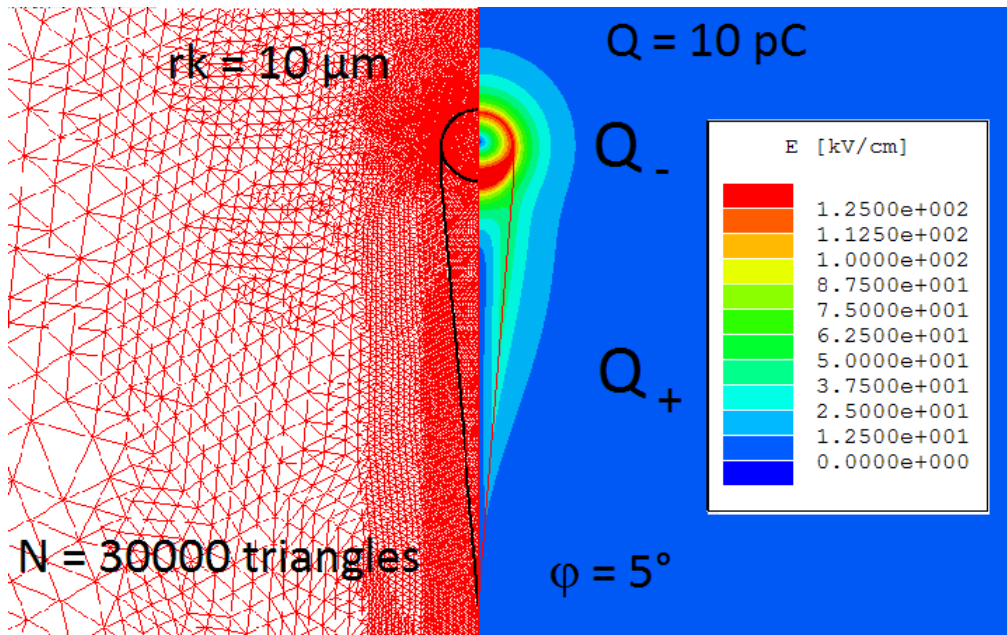 rk = 10 μm
Q = 10 pC
Q -
E [kV/cm]
1.2500e+002
1.1250e+002
1.0000e+002
8.7500e+001
7.5000e+001
6.2500e+001
5.0000e+001
3.7500e+001
2.5000e+001
1.2500e+001
0.0000e+000
Q +
N = 30000 triangles
φ = 5°